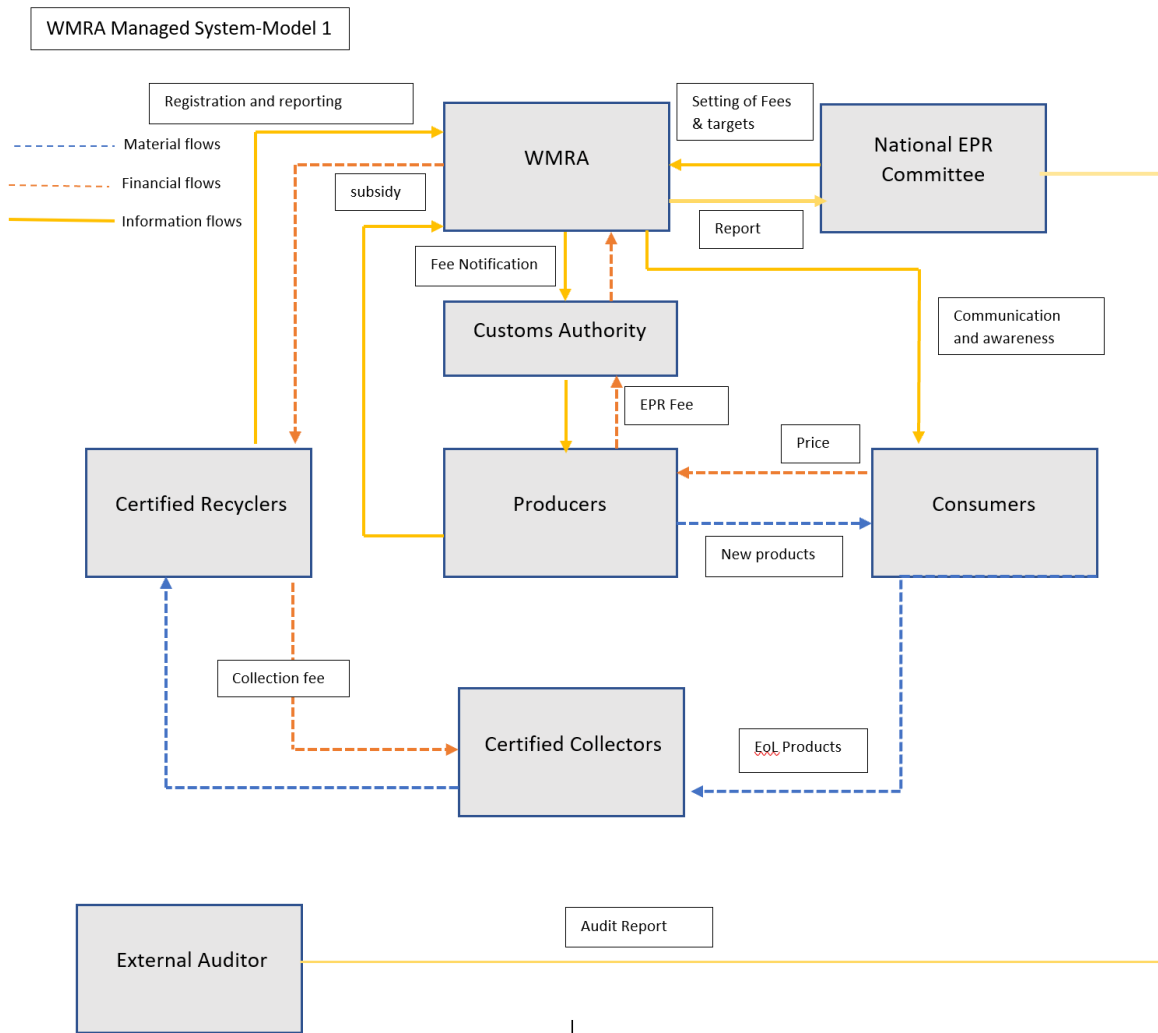 WMRA Managed System-Model 1
Registration and reporting
Setting of Fees
& targets
WMRA
National EPR
Committee
Material flows
Financial flows
Information flows
subsidy
Report
Fee Notification
Communication
and awareness
Customs Authority
EPR Fee
Price
Certified Recyclers
Producers
Consumers
New products
Collection fee
Certified Collectors
EoL Products
Audit Report
External Auditor